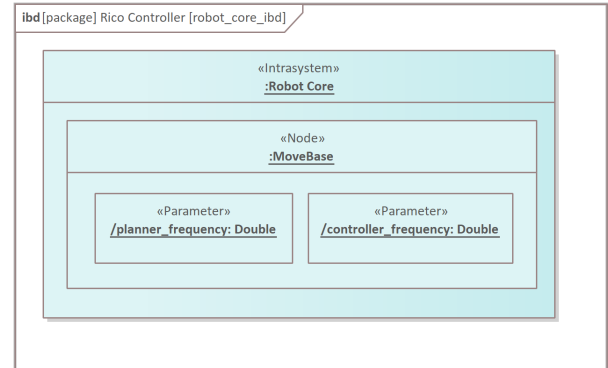 ibd [package] Rico Controller [robot_core_ibd]
«Intrasystem»
:Robot Core
«Node»
:MoveBase
«Parameter»
/planner_frequency: Double
«Parameter»
/controller_frequency: Double